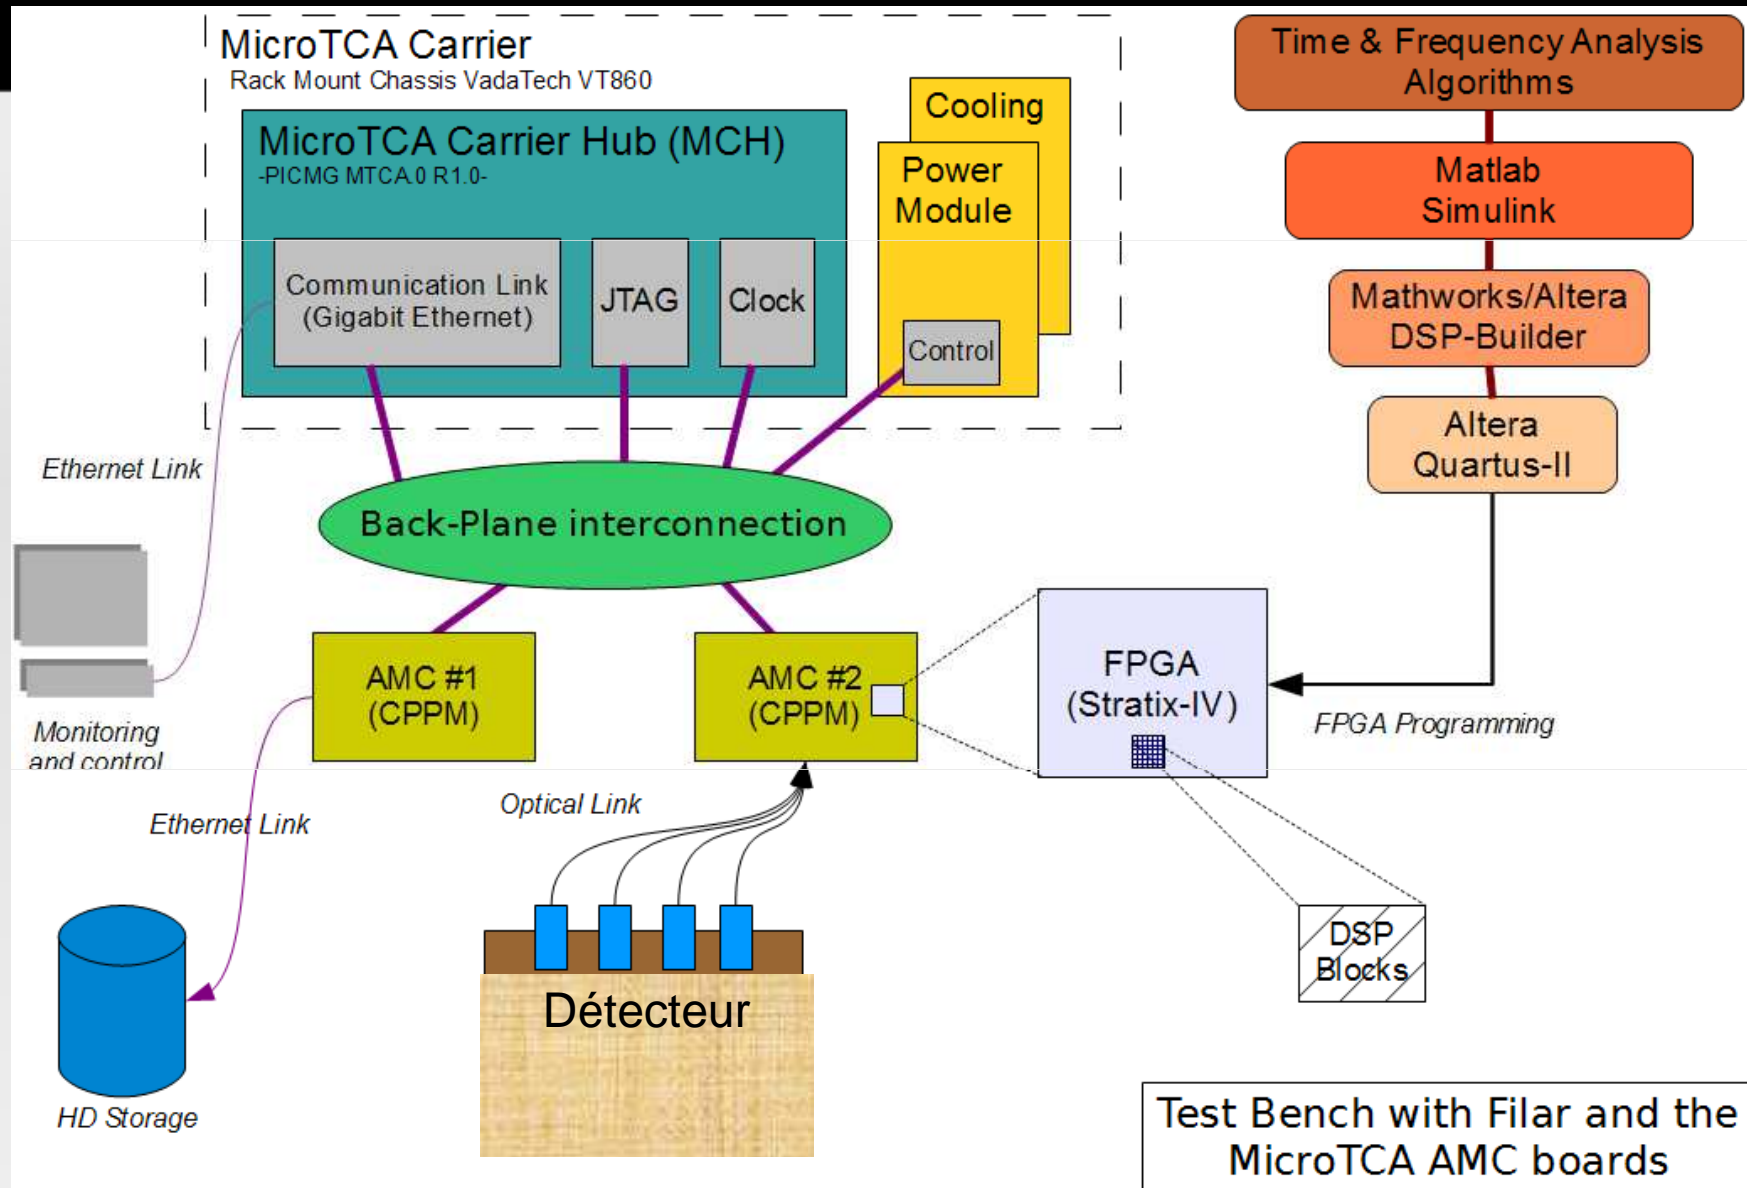 MicroTCA Carrier
Rack Mount Chassis VadaTech VT860
MicroTCA Carrier Hub (MCH)
-PICMG MTCA.0 R1.0-
Communication Link
(Gigabit Ethernet)
JTAG
Clock
Cooling
Power
Module
Control
Time & Frequency Analysis
Algorithms
Matlab
Simulink
Mathworks/Altera
DSP-Builder
Altera
Quartus-II
Ethernet Link
Back-Plane interconnection
Monitoring
and control
AMC #1
(CPPM)
AMC #2
(CPPM)
FPGA
(Stratix-IV)
FPGA Programming
Ethernet Link
Optical Link
DSP
Blocks
Détecteur
HD Storage
Test Bench with Filar and the
MicroTCA AMC boards